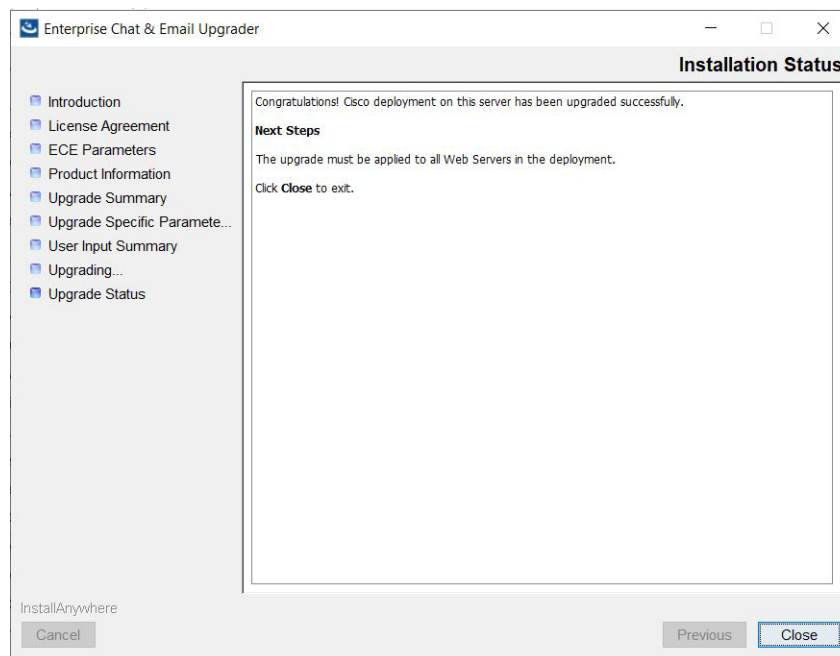 Enterprise Chat & Email Upgrader
Installation Status
Introduction
License Agreement
ECE Parameters
Product Information
Upgrade Summary
Upgrade Specific Paramete...
User Input Summary
Upgrading...
Upgrade Status
Congratulations! Cisco deployment on this server has been upgraded successfully.
Next Steps
The upgrade must be applied to all Web Servers in the deployment.
Click Close to exit.
InstallAnywhere
Cancel
Previous
Close